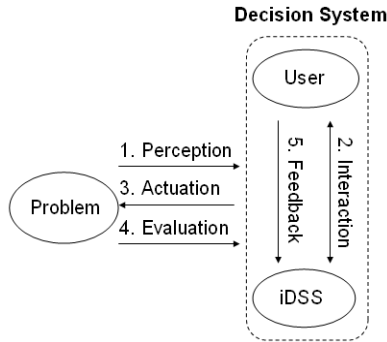 Decision System
User
1. Perception
3. Actuation
4. Evaluation
Problem
5. Feedback
2. Interaction
iDSS